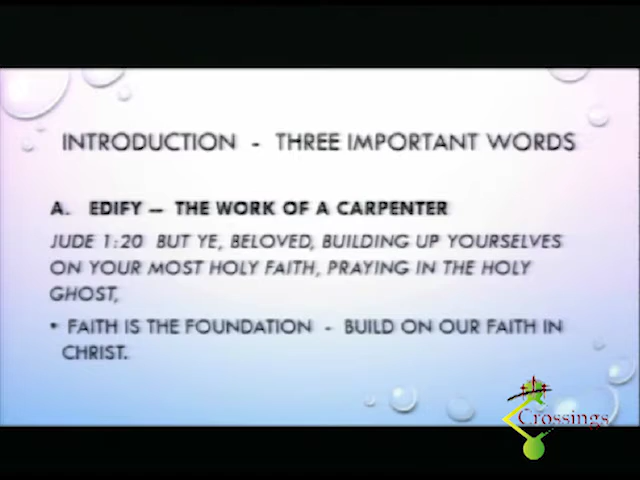 INTRODUCTION - THREE IMPORTANT WORDS
A. EDIFY – THE WORK OF A CARPENTER
JUDE 1:20 BUT YE, BELOVED, BUILDING UP YOURSELVES
ON YOUR MOST HOLY FAITH, PRAYING IN THE HOLY
GHOST,
• FAITH IS THE FOUNDATION - BUILD ON OUR FAITH IN
CHRIST.
Crossings